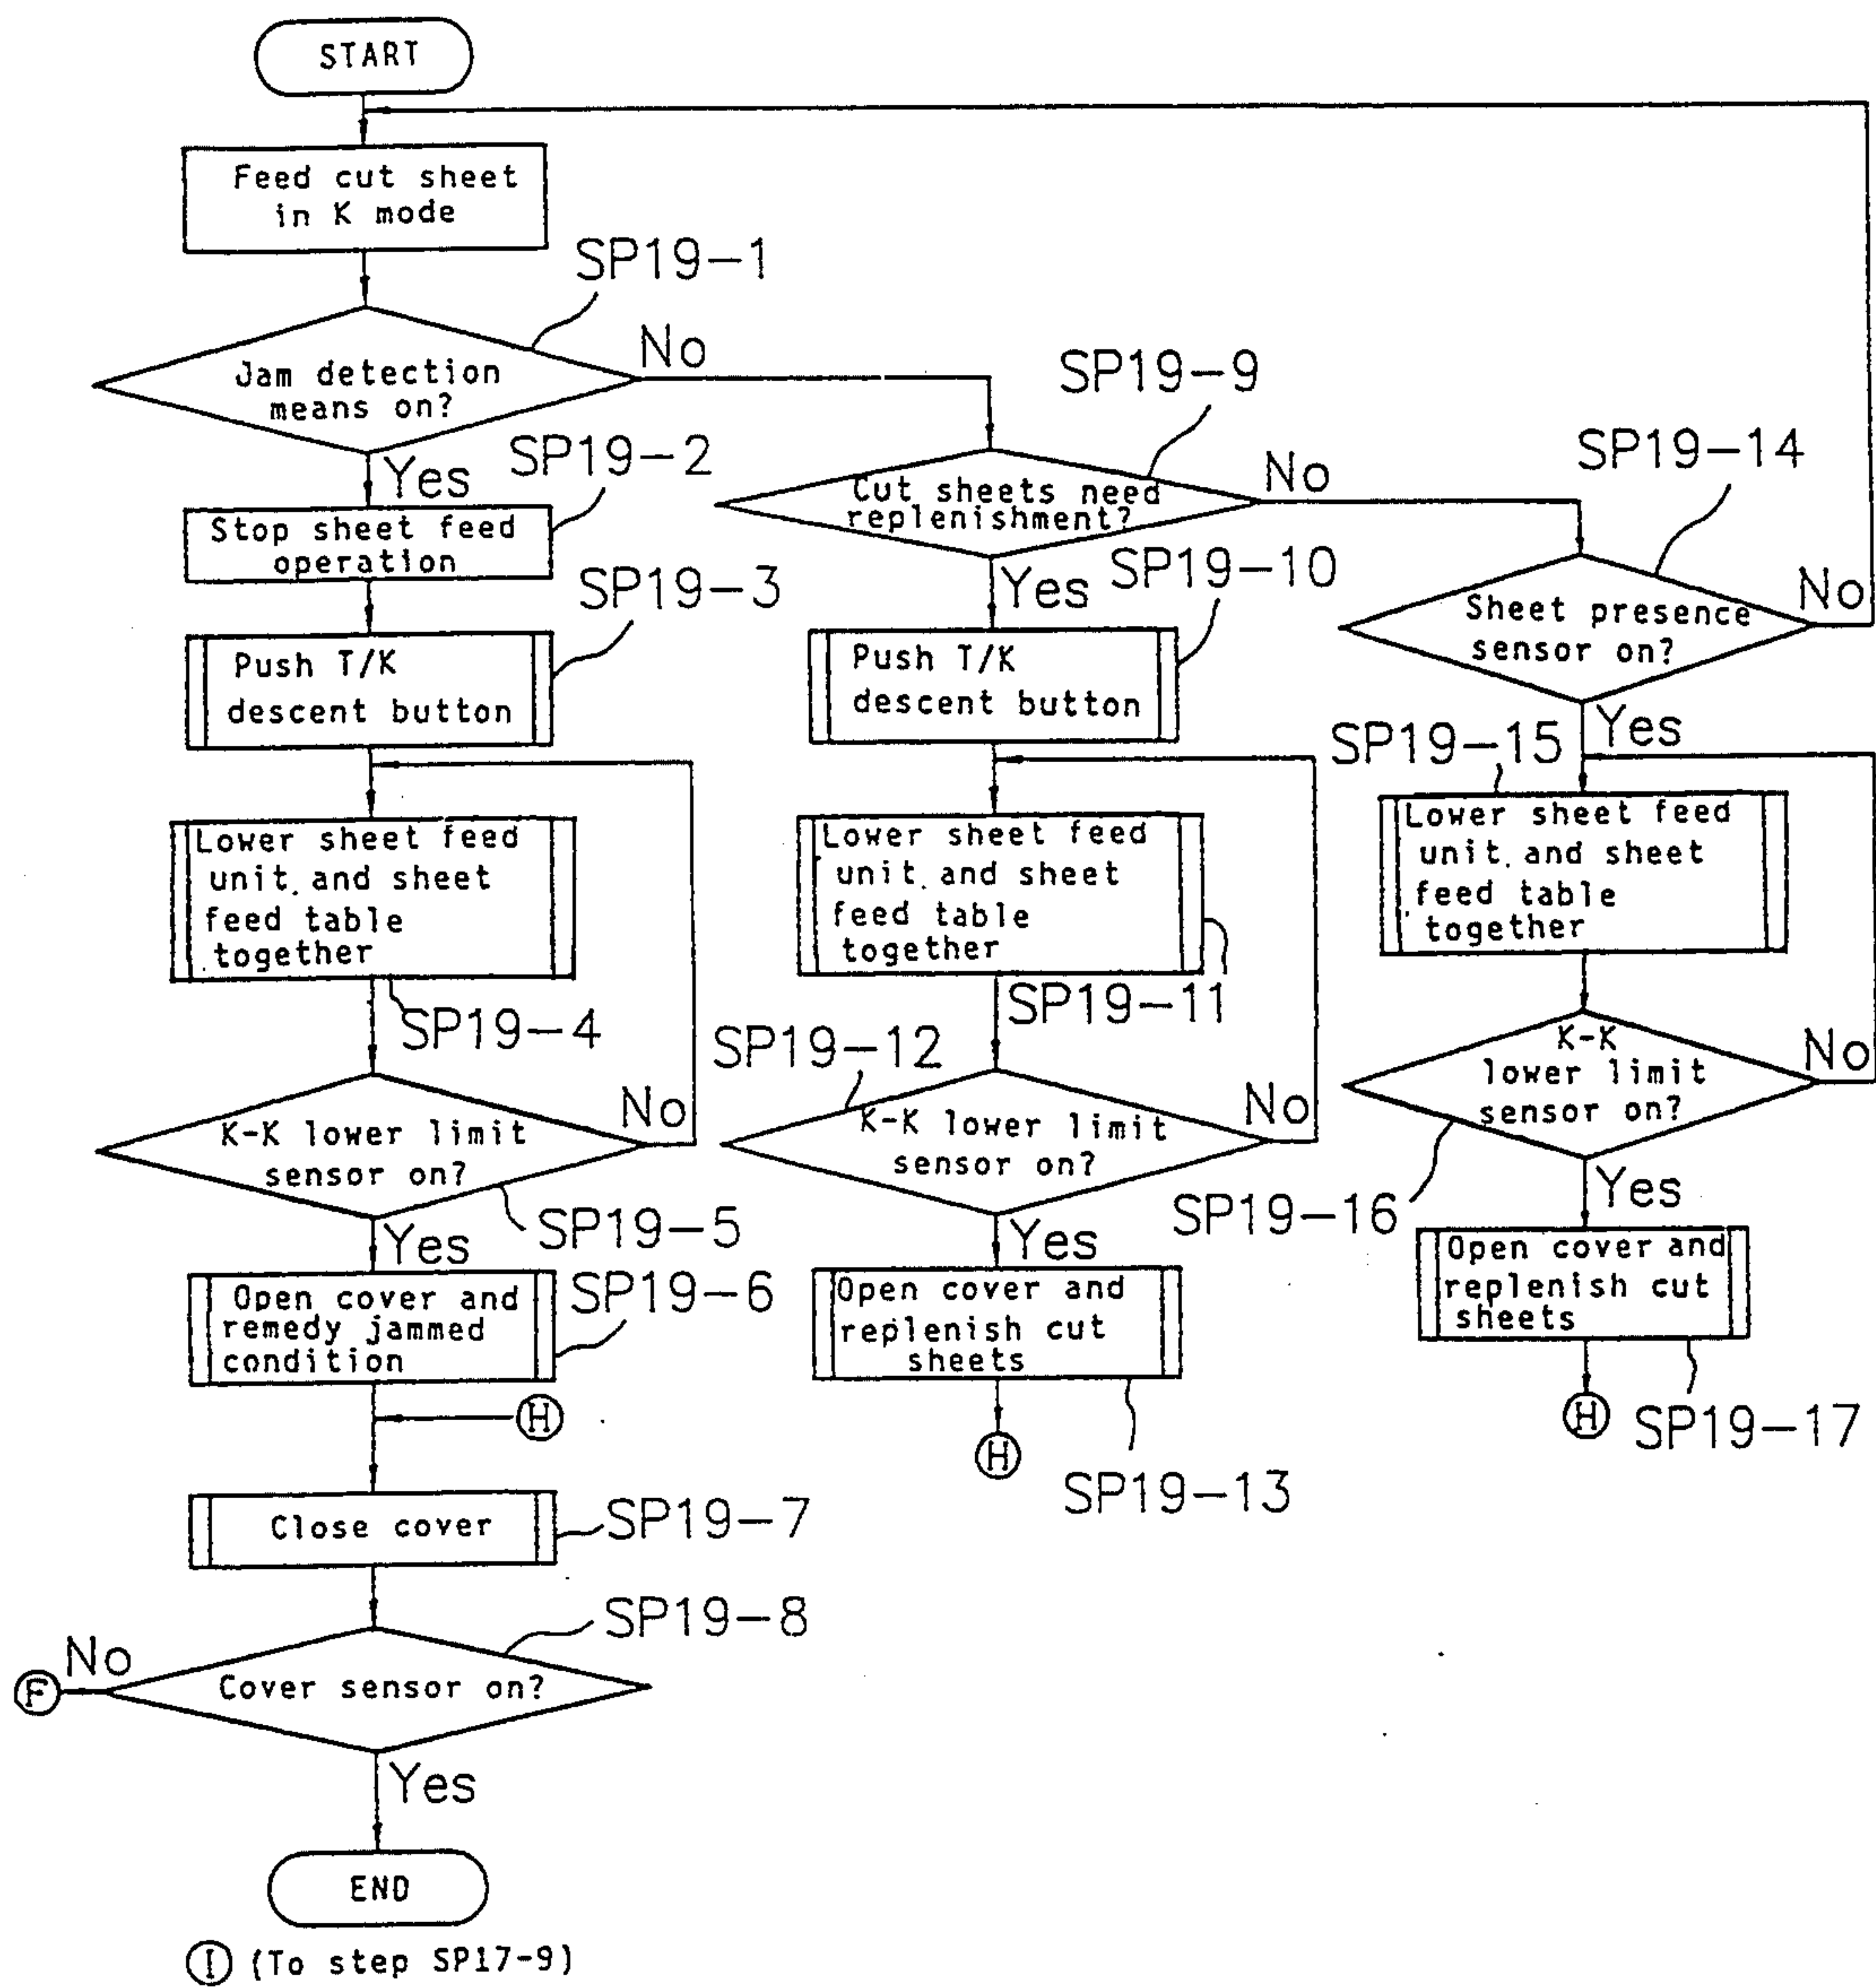 START
Feed cut sheet
in K mode
SP19-1
Jam detection
means on?
No
Yes
SP19-2
Stop sheet feed
operation
SP19-3
Push T/K
descent button
Lower sheet feed
unit and sheet
feed table
together
SP19-4
K-K lower limit
sensor on?
No
SP19-5
Yes
Open cover and
remedy jammed
condition
SP19-6
H
Close cover
SP19-7
SP19-8
Cover sensor on?
No
F
Yes
END
I (To step SP17-9)
SP19-9
Cut sheets need
replenishment?
No
Yes
SP19-10
Push T/K
descent button
Lower sheet feed
unit and sheet
feed table
together
SP19-11
SP19-12
K-K lower limit
sensor on?
No
Yes
Open cover and
replenish cut
sheets
H
SP19-13
SP19-14
Sheet presence
sensor on?
No
Yes
SP19-15
Lower sheet feed
unit and sheet
feed table
together
K-K
lower limit
sensor on?
No
SP19-16
Yes
Open cover and
replenish cut
sheets
H
SP19-17